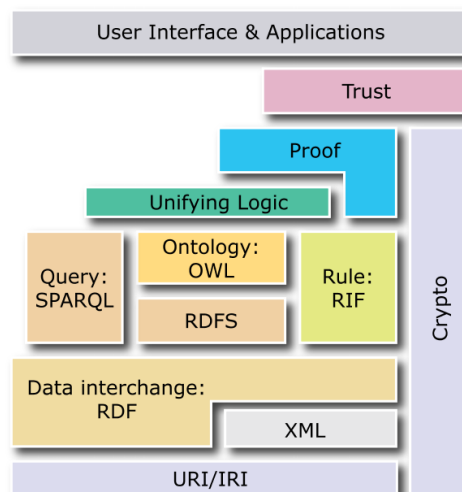 User Interface & Applications
Trust
Proof
Unifying Logic
Query:
SPARQL
Ontology:
OWL
RDFS
Rule:
RIF
Crypto
Data interchange:
RDF
XML
URI/IRI